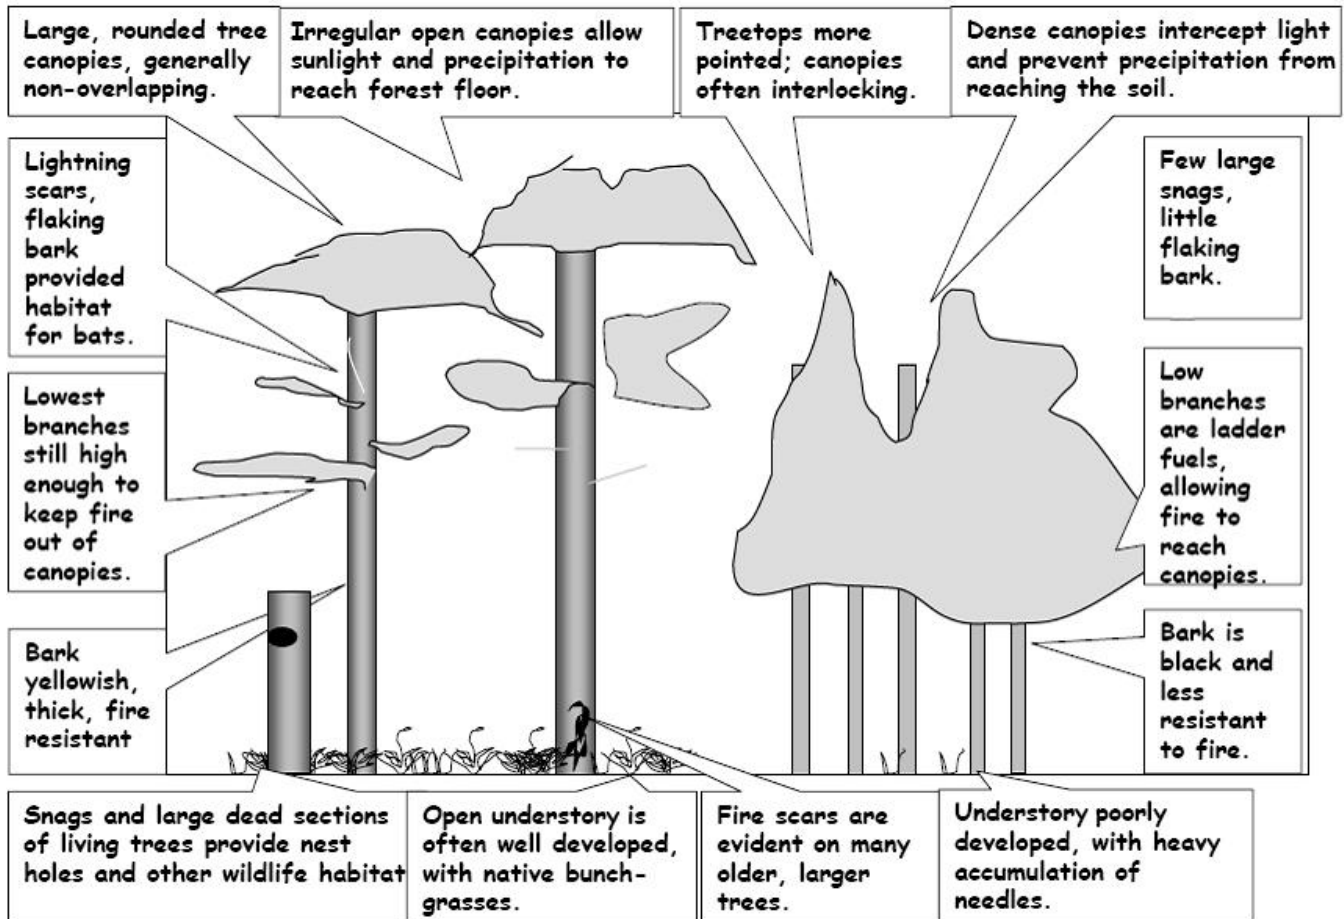 Large, rounded tree
canopies, generally
non-overlapping.
Irregular open canopies allow
sunlight and precipitation to
reach forest floor.
Treetops more
pointed; canopies
often interlocking.
Dense canopies intercept light
and prevent precipitation from
reaching the soil.
Lightning
scars,
flaking
bark
provided
habitat
for bats.
Few large
snags,
little
flaking
bark.
Lowest
branches
still high
enough to
keep fire
out of
canopies.
Low
branches
are ladder
fuels,
allowing
fire to
reach
canopies.
Bark
yellowish,
thick, fire
resistant
Bark is
black and
less
resistant
to fire.
Snags and large dead sections
of living trees provide nest
holes and other wildlife habitat
Open understory is
often well developed,
with native bunch-
grasses.
Fire scars are
evident on many
older, larger
trees.
Understory poorly
developed, with heavy
accumulation of
needles.